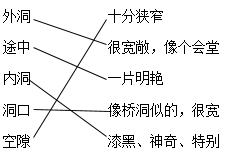 外洞 十分狭窄
途中 很宽敞，像个会堂
内洞 一片明艳
洞口 像桥洞似的，很宽
空隙 漆黑、神奇、特别